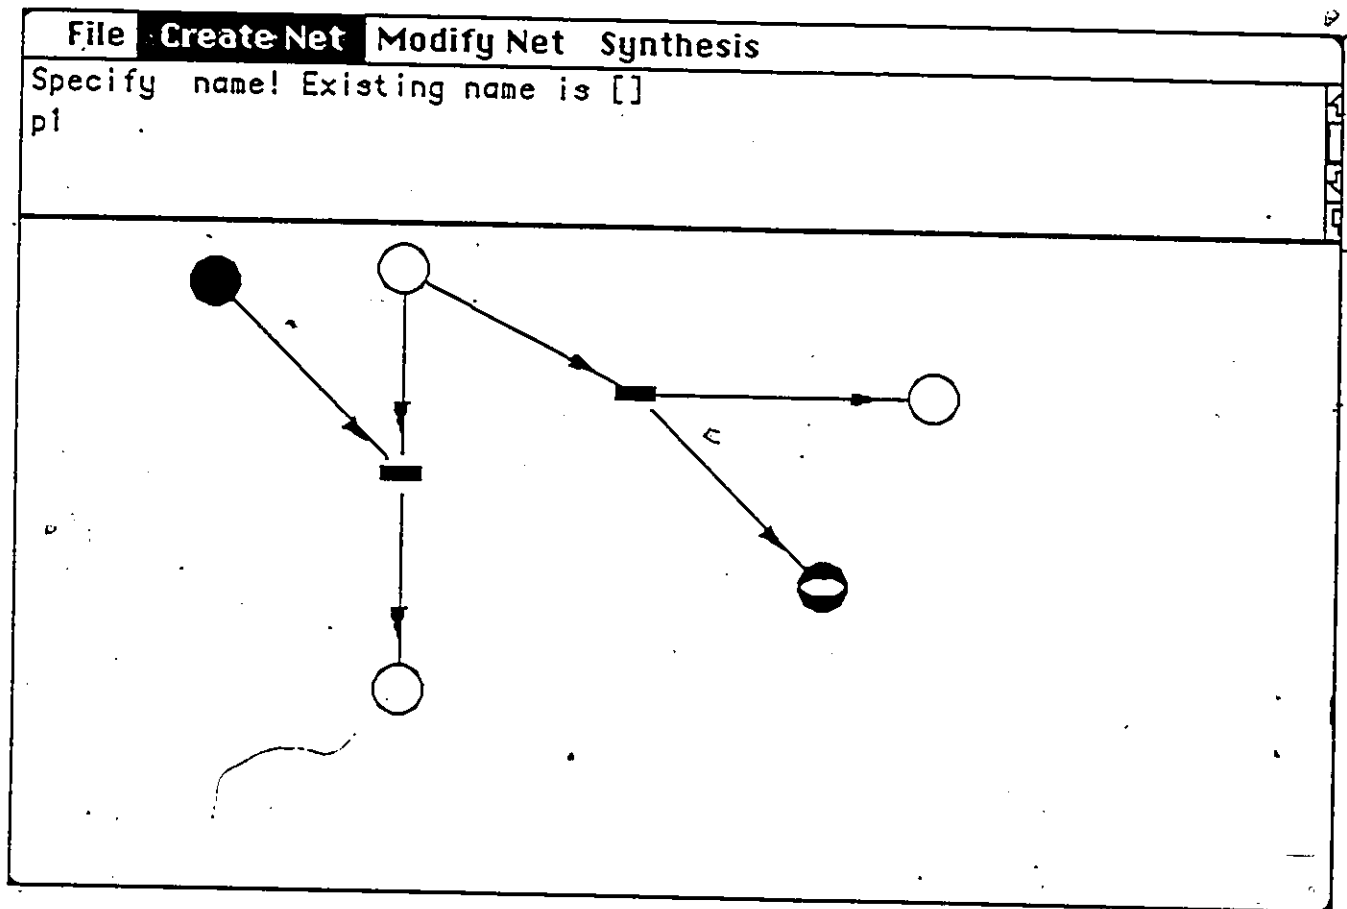 File Create Net Modify Net Synthesis
Specify name! Existing name is []
p1